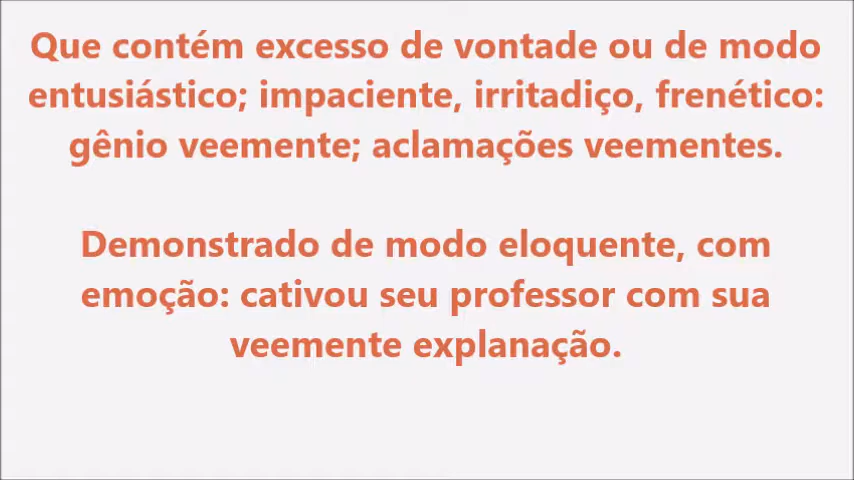 Que contém excesso de vontade ou de modo
entusiástico; impaciente, irritadiço, frenético:
gênio veemente; aclamações veementes.
Demonstrado de modo eloquente, com
emoção: cativou seu professor com sua
veemente explanação.